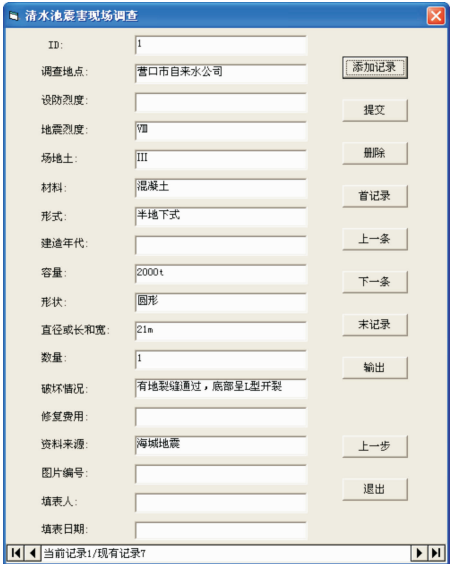 清水池震害现场调查
ID: 1
调查地点: 营口市自来水公司
添加记录
设防烈度:
提交
地震烈度: Ⅷ
场地土: III
删除
材料: 混凝土
首记录
形式: 半地下式
建造年代:
上一条
容量: 2000t
下一条
形状: 圆形
直径或长和宽: 21m
末记录
数量: 1
输出
破坏情况: 有地裂缝通过，底部呈L型开裂
修复费用:
资料来源: 海城地震
上一步
图片编号:
退出
填表人:
填表日期:
当前记录1/现有记录7